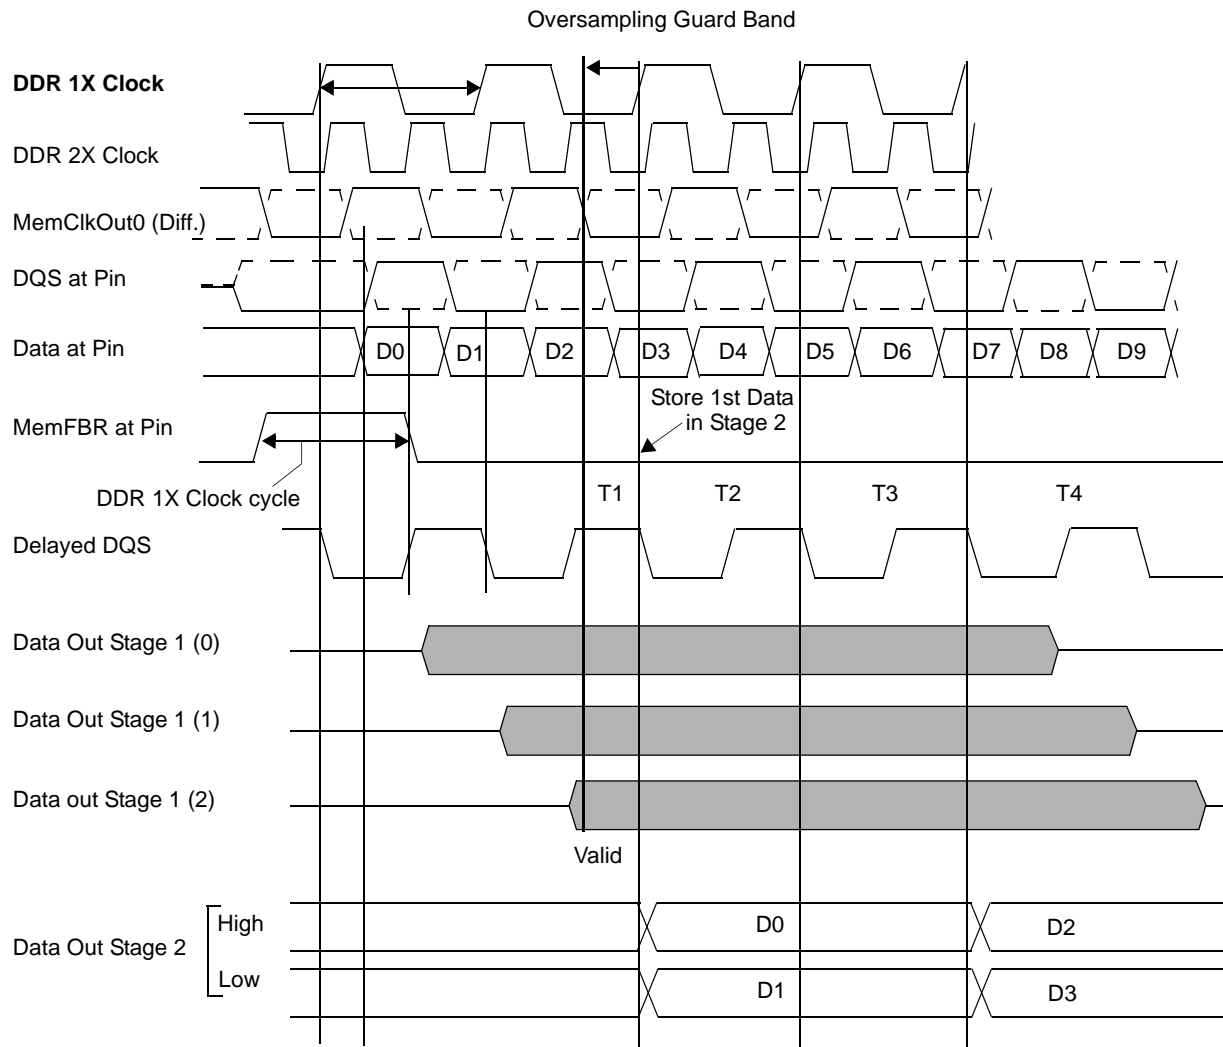 Oversampling Guard Band
DDR 1X Clock
DDR 2X Clock
MemClkOut0 (Diff.)
DQS at Pin
Data at Pin
D0
D1
D2
D3
D4
D5
D6
D7
D8
D9
Store 1st Data
in Stage 2
MemFBR at Pin
DDR 1X Clock cycle
T1
T2
T3
T4
Delayed DQS
Data Out Stage 1 (0)
Data Out Stage 1 (1)
Data out Stage 1 (2)
Valid
Data Out Stage 2
High
D0
D2
Low
D1
D3